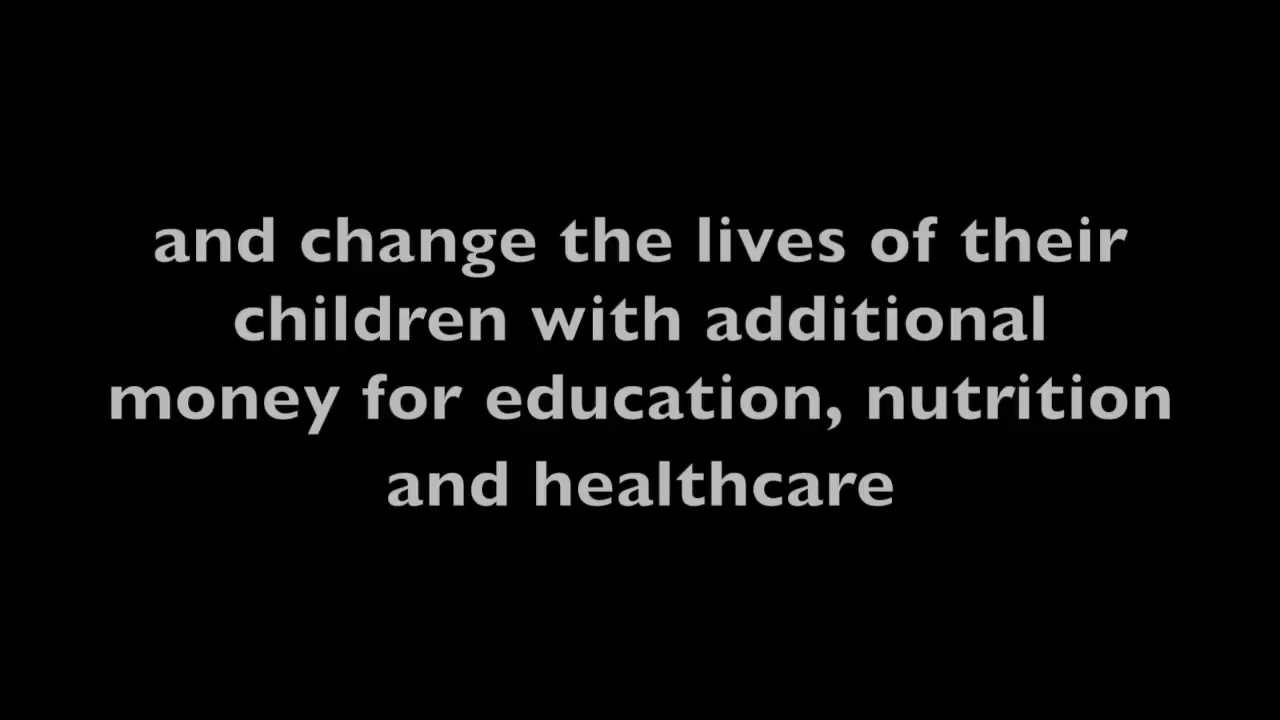 and change the lives of their
children with additional
money for education, nutrition
and healthcare